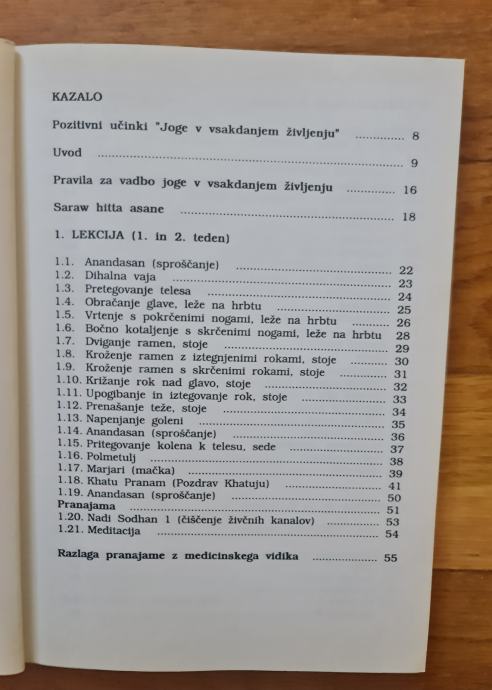 KAZALO
Pozitivni učinki "Joge v vsakdanjem življenju" .............. 8
Uvod .............. 9
Pravila za vadbo joge v vsakdanjem življenju .............. 16
Saraw hitta asane .............. 18
1. LEKCIJA (1. in 2. teden)
1.1. Anandasan (sproščanje) .............. 22
1.2. Dihalna vaja .............. 23
1.3. Pretegovanje telesa .............. 24
1.4. Obračanje glave, leže na hrbtu .............. 25
1.5. Vrtenje s pokrčenimi nogami, leže na hrbtu .............. 26
1.6. Bočno kotaljenje s skrčenimi nogami, leže na hrbtu 28
1.7. Dviganje ramen, stoje .............. 29
1.8. Kroženje ramen z iztegnjenimi rokami, stoje .............. 30
1.9. Kroženje ramen s skrčenimi rokami, stoje .............. 31
1.10. Križanje rok nad glavo, stoje .............. 32
1.11. Upogibanje in iztegovanje rok, stoje .............. 33
1.12. Prenašanje teže, stoje .............. 34
1.13. Napenjanje goleni .............. 35
1.14. Anandasan (sproščanje) .............. 36
1.15. Pritegovanje kolena k telesu, sede .............. 37
1.16. Polmetulj .............. 38
1.17. Marjari (mačka) .............. 39
1.18. Khatu Pranam (Pozdrav Khatuju) .............. 41
1.19. Anandasan (sproščanje) .............. 50
Pranajama .............. 51
1.20. Nadi Sodhan 1 (čiščenje živčnih kanalov) .............. 53
1.21. Meditacija .............. 54
Razlaga pranajame z medicinskega vidika .............. 55